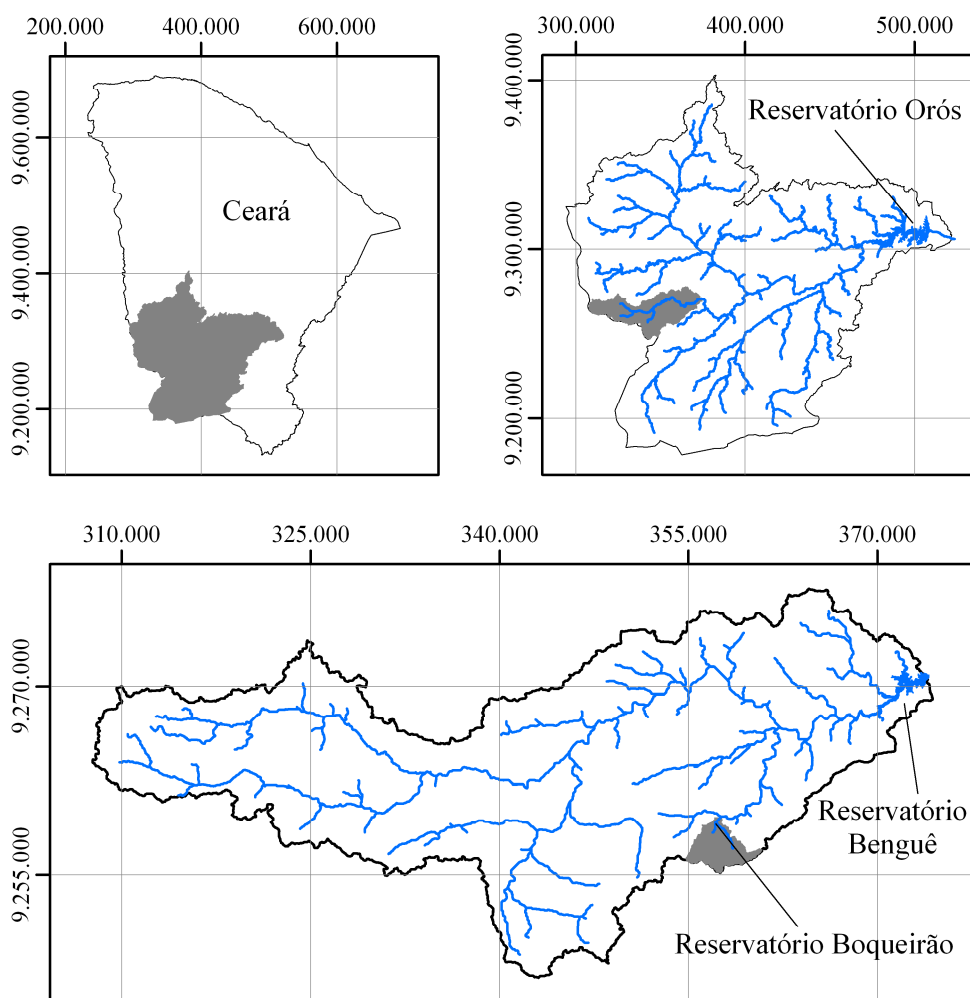 200.000 400.000 600.000
9.600.000
9.400.000
9.200.000
Ceará
300.000 400.000 500.000
9.400.000
9.300.000
9.200.000
Reservatório Orós
310.000 325.000 340.000 355.000 370.000
9.270.000
9.255.000
Reservatório
Benguê
Reservatório Boqueirão